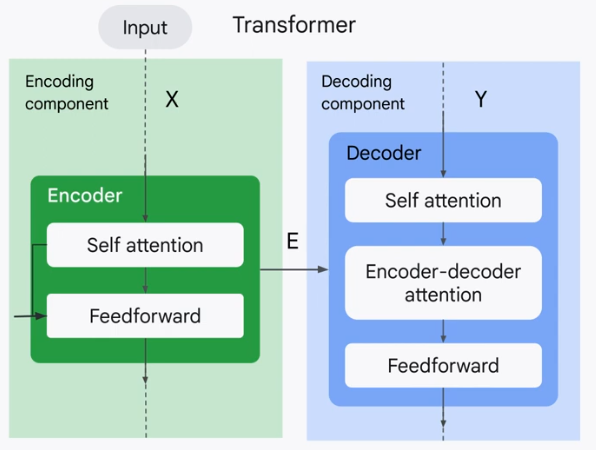 Input
Transformer
Encoding
component
X
Encoder
Self attention
Feedforward
E
Decoding
component
Y
Decoder
Self attention
Encoder-decoder
attention
Feedforward